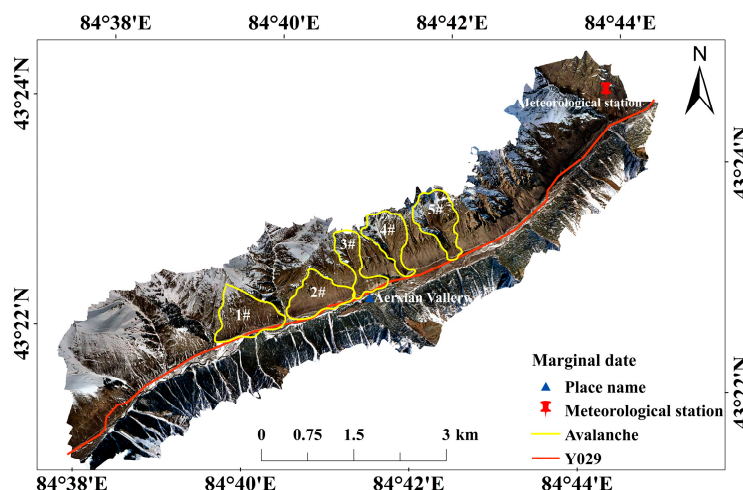 84°38'E 84°40'E 84°42'E 84°44'E
N
43°24'N
Meteorological station
43°24'N
5#
4#
3#
2#
1#
Aerxian Vallery
43°22'N
43°22'N
Marginal date
Place name
Meteorological station
Avalanche
Y029
0 0.75 1.5 3 km
84°38'E 84°40'E 84°42'E 84°44'E